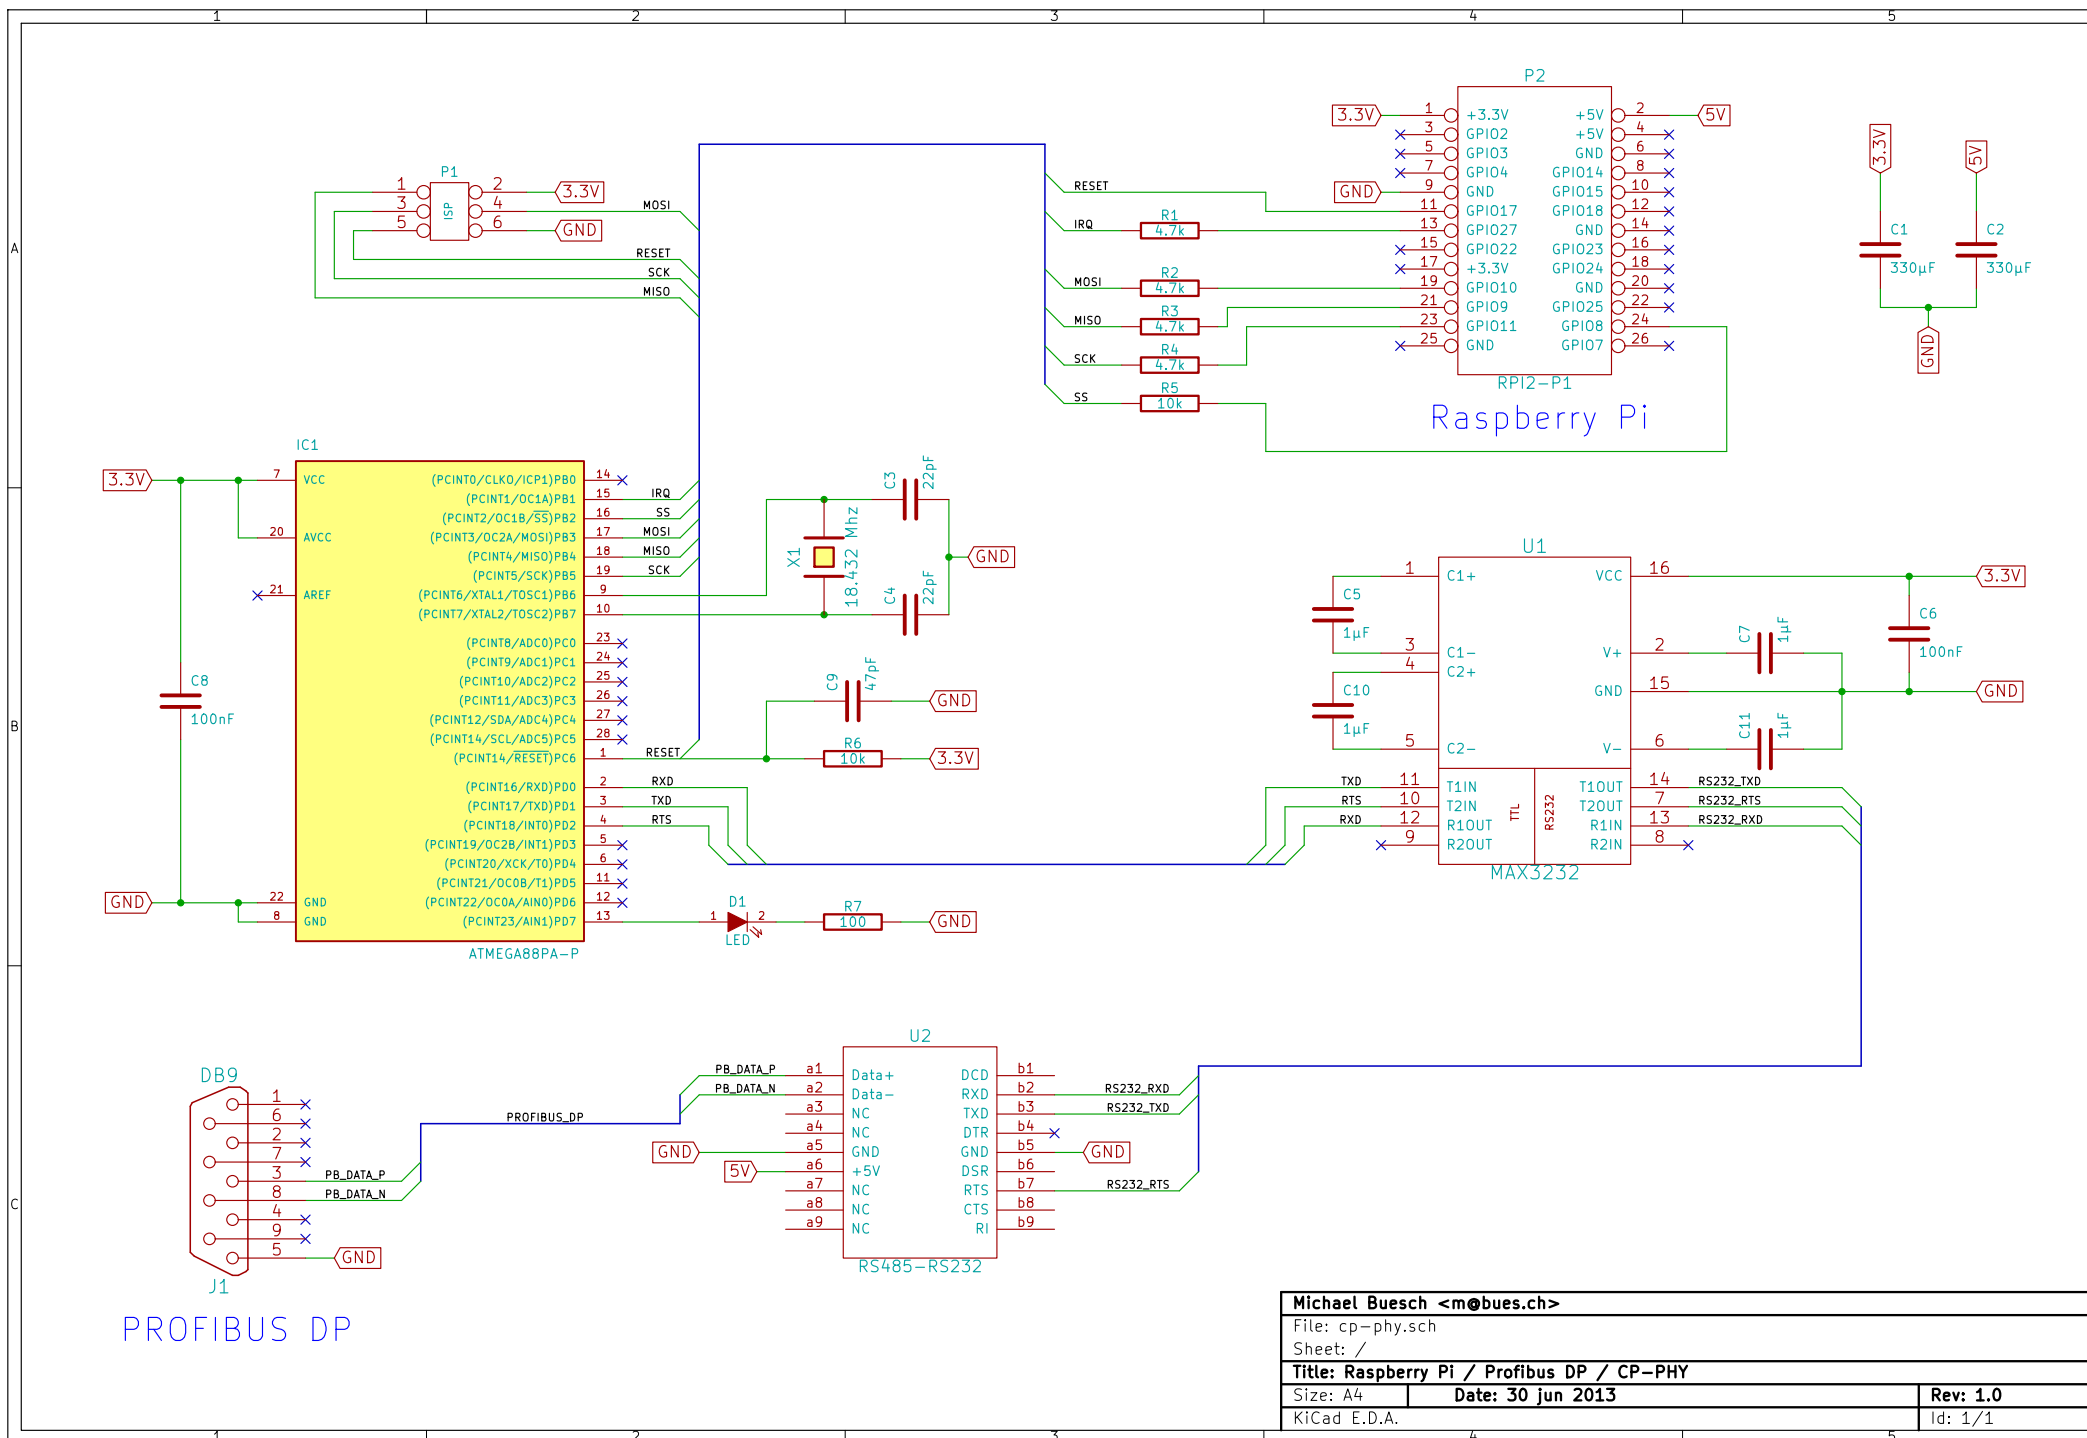 1 2 3 4 5
A
B
C
P1
ISP
1 2 3.3V
3 4 MOSI
5 6 GND
RESET
SCK
MISO
P2
3.3V 1 +3.3V +5V 2 5V
3 GPIO2 +5V 4
5 GPIO3 GND 6
7 GPIO4 GPIO14 8
GND 9 GND GPIO15 10
RESET 11 GPIO17 GPIO18 12
IRQ R1 4.7k 13 GPIO27 GND 14
15 GPIO22 GPIO23 16
17 +3.3V GPIO24 18
MOSI R2 4.7k 19 GPIO10 GND 20
MISO R3 4.7k 21 GPIO9 GPIO25 22
SCK R4 4.7k 23 GPIO11 GPIO8 24
25 GND GPIO7 26
SS R5 10k
RPI2-P1
Raspberry Pi
3.3V 5V
C1 C2
330µF 330µF
GND
IC1
3.3V 7 VCC
20 AVCC
21 AREF
C8
100nF
GND 22 GND
8 GND
(PCINT0/CLKO/ICP1)PB0 14
(PCINT1/OC1A)PB1 15 IRQ
(PCINT2/OC1B/SS)PB2 16 SS
(PCINT3/OC2A/MOSI)PB3 17 MOSI
(PCINT4/MISO)PB4 18 MISO
(PCINT5/SCK)PB5 19 SCK
(PCINT6/XTAL1/TOSC1)PB6 9
(PCINT7/XTAL2/TOSC2)PB7 10
(PCINT8/ADC0)PC0 23
(PCINT9/ADC1)PC1 24
(PCINT10/ADC2)PC2 25
(PCINT11/ADC3)PC3 26
(PCINT12/SDA/ADC4)PC4 27
(PCINT14/SCL/ADC5)PC5 28
(PCINT14/RESET)PC6 1 RESET
(PCINT16/RXD)PD0 2 RXD
(PCINT17/TXD)PD1 3 TXD
(PCINT18/INT0)PD2 4 RTS
(PCINT19/OC2B/INT1)PD3 5
(PCINT20/XCK/T0)PD4 6
(PCINT21/OC0B/T1)PD5 11
(PCINT22/OC0A/AIN0)PD6 12
(PCINT23/AIN1)PD7 13
ATMEGA88PA-P
X1
18.432 Mhz
C3 22pF
C4 22pF
GND
C9 47pF GND
R6 10k 3.3V
1 D1 2
LED
R7 100 GND
U1
1 C1+ VCC 16 3.3V
C5 1µF
3 C1- V+ 2 C7 1µF
C6 100nF
4 C2+ GND 15 GND
C10 1µF
5 C2- V- 6 C11 1µF
TXD 11 T1IN T1OUT 14 RS232_TXD
RTS 10 T2IN T2OUT 7 RS232_RTS
RXD 12 R1OUT R1IN 13 RS232_RXD
9 R2OUT R2IN 8
TTL RS232
MAX3232
U2
PB_DATA_P a1 Data+ DCD b1
PB_DATA_N a2 Data- RXD b2 RS232_RXD
a3 NC TXD b3 RS232_TXD
a4 NC DTR b4
GND a5 GND GND b5 GND
5V a6 +5V DSR b6
a7 NC RTS b7 RS232_RTS
a8 NC CTS b8
a9 NC RI b9
RS485-RS232
PROFIBUS_DP
DB9
1
6
2
7
3 PB_DATA_P
8 PB_DATA_N
4
9
5 GND
J1
PROFIBUS DP
Michael Buesch <m@bues.ch>
File: cp-phy.sch
Sheet: /
Title: Raspberry Pi / Profibus DP / CP-PHY
Size: A4 Date: 30 jun 2013 Rev: 1.0
KiCad E.D.A. Id: 1/1
1 2 3 4 5